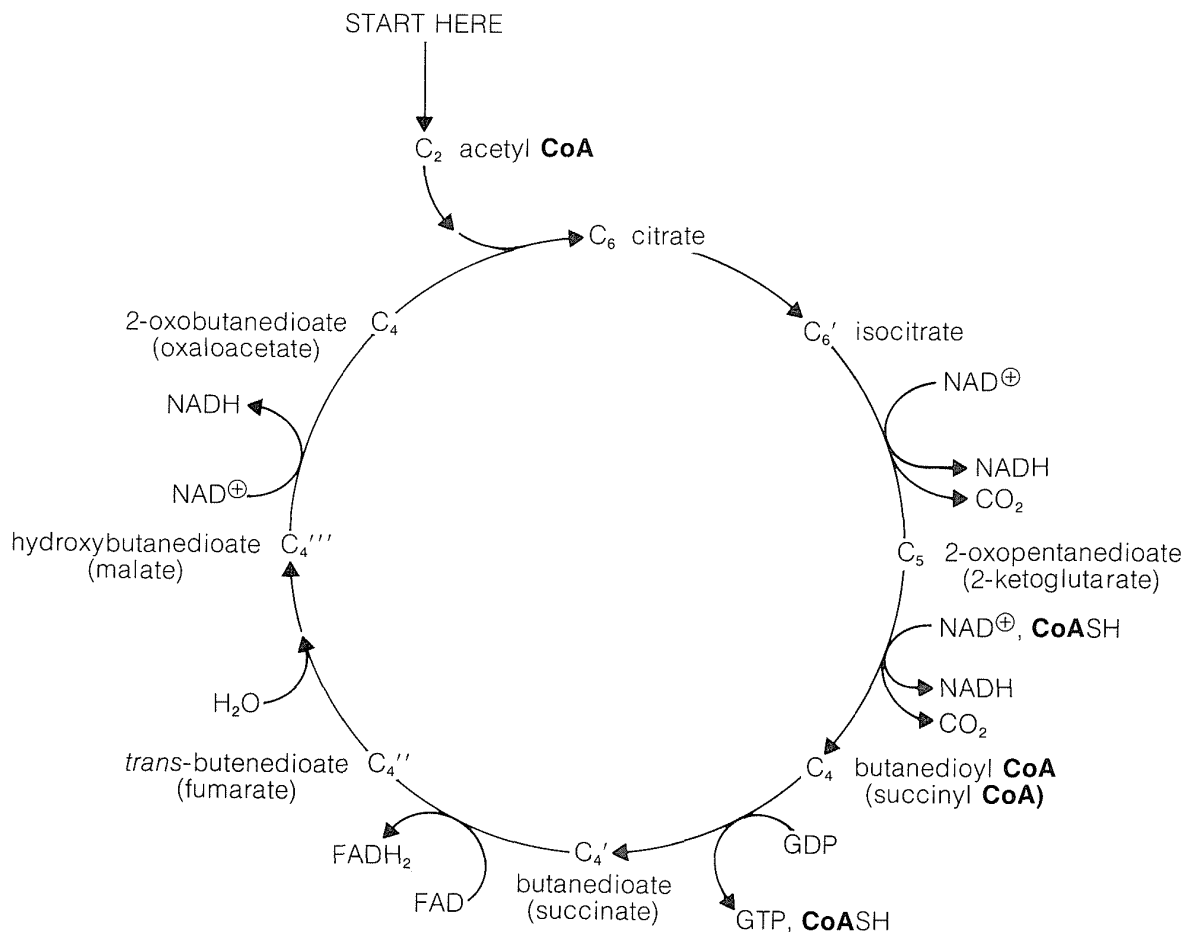 START HERE
C₂ acetyl CoA
C₆ citrate
2-oxobutanedioate C₄
(oxaloacetate)
C₆′ isocitrate
NAD⊕
NADH
CO₂
NADH
NAD⊕
hydroxybutanedioate C₄‴
(malate)
C₅ 2-oxopentanedioate
(2-ketoglutarate)
NAD⊕, CoASH
NADH
CO₂
H₂O
trans-butenedioate C₄″
(fumarate)
C₄ butanedioyl CoA
(succinyl CoA)
GDP
GTP, CoASH
C₄′
butanedioate
(succinate)
FADH₂
FAD